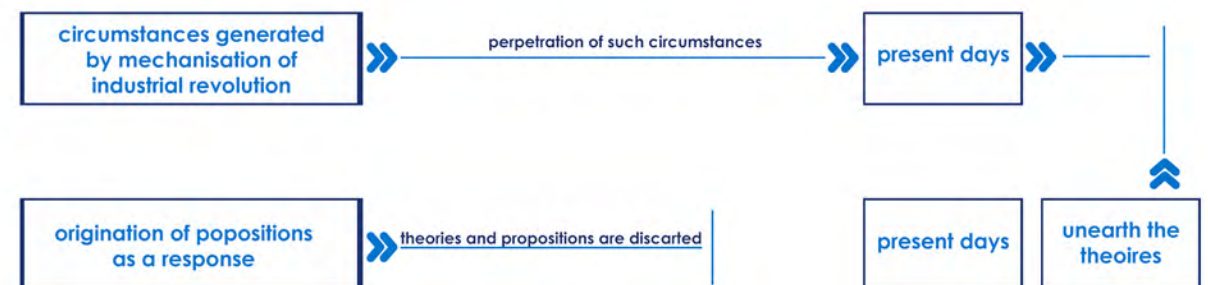 circumstances generated
by mechanisation of
industrial revolution
perpetration of such circumstances
present days
origination of popositions
as a response
theories and propositions are discarted
present days
unearth the
theoires